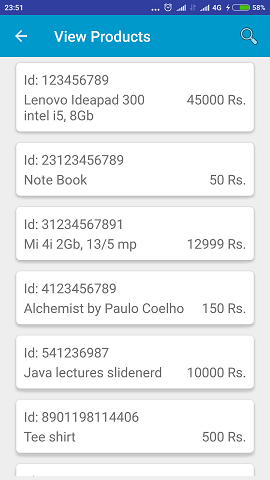 23:51 ... 4G 58%
View Products
Id: 123456789
Lenovo Ideapad 300 45000 Rs.
intel i5, 8Gb
Id: 23123456789
Note Book 50 Rs.
Id: 31234567891
Mi 4i 2Gb, 13/5 mp 12999 Rs.
Id: 4123456789
Alchemist by Paulo Coelho 150 Rs.
Id: 541236987
Java lectures slidenerd 10000 Rs.
Id: 8901198114406
Tee shirt 500 Rs.